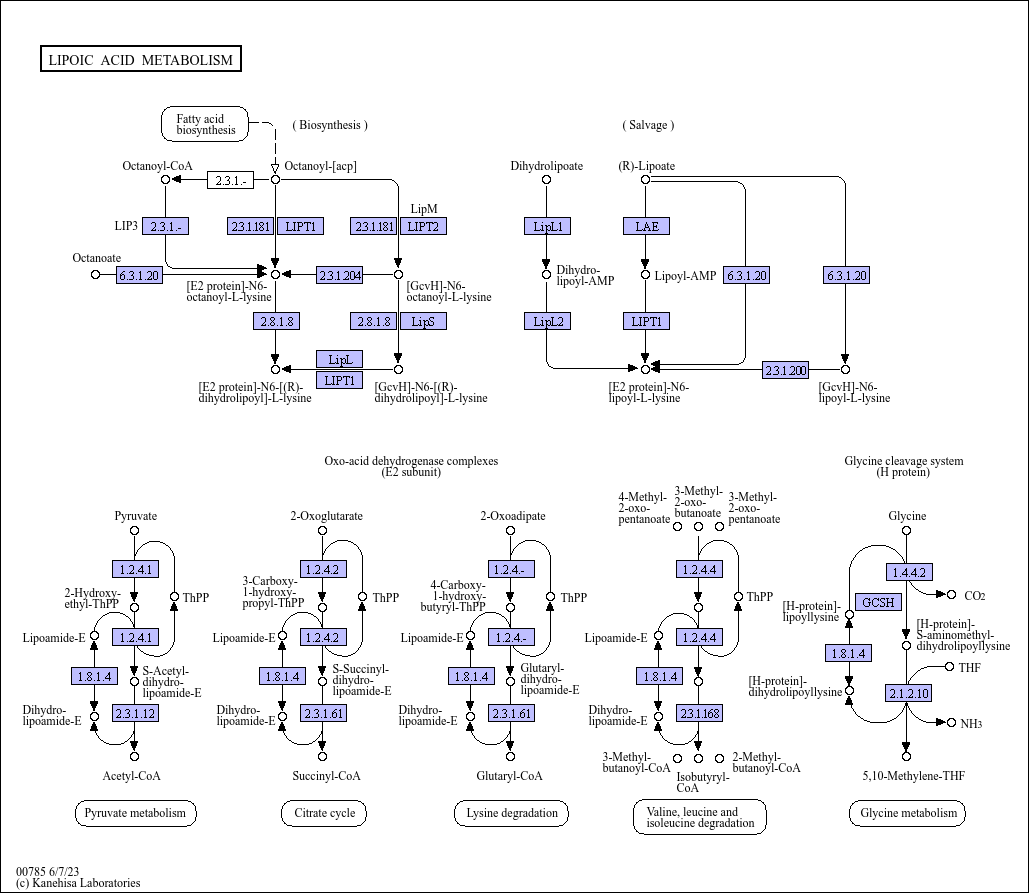 LIPOIC ACID METABOLISM
Fatty acid
biosynthesis
( Biosynthesis )
( Salvage )
Octanoyl-CoA
2.3.1.-
Octanoyl-[acp]
Dihydrolipoate
(R)-Lipoate
LIP3
2.3.1.-
2.3.1.181
LIPT1
2.3.1.181
LipM
LIPT2
LipL1
LAE
Octanoate
6.3.1.20
[E2 protein]-N6-
octanoyl-L-lysine
2.3.1.204
[GcvH]-N6-
octanoyl-L-lysine
Dihydro-
lipoyl-AMP
Lipoyl-AMP
6.3.1.20
6.3.1.20
2.8.1.8
2.8.1.8
LipS
LipL2
LIPT1
LipL
LIPT1
[E2 protein]-N6-[(R)-
dihydrolipoyl]-L-lysine
[GcvH]-N6-[(R)-
dihydrolipoyl]-L-lysine
2.3.1.200
[E2 protein]-N6-
lipoyl-L-lysine
[GcvH]-N6-
lipoyl-L-lysine
Oxo-acid dehydrogenase complexes
(E2 subunit)
Glycine cleavage system
(H protein)
Pyruvate
1.2.4.1
2-Hydroxy-
ethyl-ThPP
ThPP
Lipoamide-E
1.2.4.1
1.8.1.4
S-Acetyl-
dihydro-
lipoamide-E
Dihydro-
lipoamide-E
2.3.1.12
Acetyl-CoA
Pyruvate metabolism
2-Oxoglutarate
1.2.4.2
3-Carboxy-
1-hydroxy-
propyl-ThPP
ThPP
Lipoamide-E
1.2.4.2
1.8.1.4
S-Succinyl-
dihydro-
lipoamide-E
Dihydro-
lipoamide-E
2.3.1.61
Succinyl-CoA
Citrate cycle
2-Oxoadipate
1.2.4.-
4-Carboxy-
1-hydroxy-
butyryl-ThPP
ThPP
Lipoamide-E
1.2.4.-
1.8.1.4
Glutaryl-
dihydro-
lipoamide-E
Dihydro-
lipoamide-E
2.3.1.61
Glutaryl-CoA
Lysine degradation
4-Methyl-
2-oxo-
pentanoate
3-Methyl-
2-oxo-
butanoate
3-Methyl-
2-oxo-
pentanoate
1.2.4.4
ThPP
Lipoamide-E
1.2.4.4
1.8.1.4
Dihydro-
lipoamide-E
2.3.1.168
3-Methyl-
butanoyl-CoA
Isobutyryl-
CoA
2-Methyl-
butanoyl-CoA
Valine, leucine and
isoleucine degradation
Glycine
1.4.4.2
CO2
GCSH
[H-protein]-
lipoyllysine
[H-protein]-
S-aminomethyl-
dihydrolipoyllysine
1.8.1.4
THF
[H-protein]-
dihydrolipoyllysine
2.1.2.10
NH3
5,10-Methylene-THF
Glycine metabolism
00785 6/7/23
(c) Kanehisa Laboratories